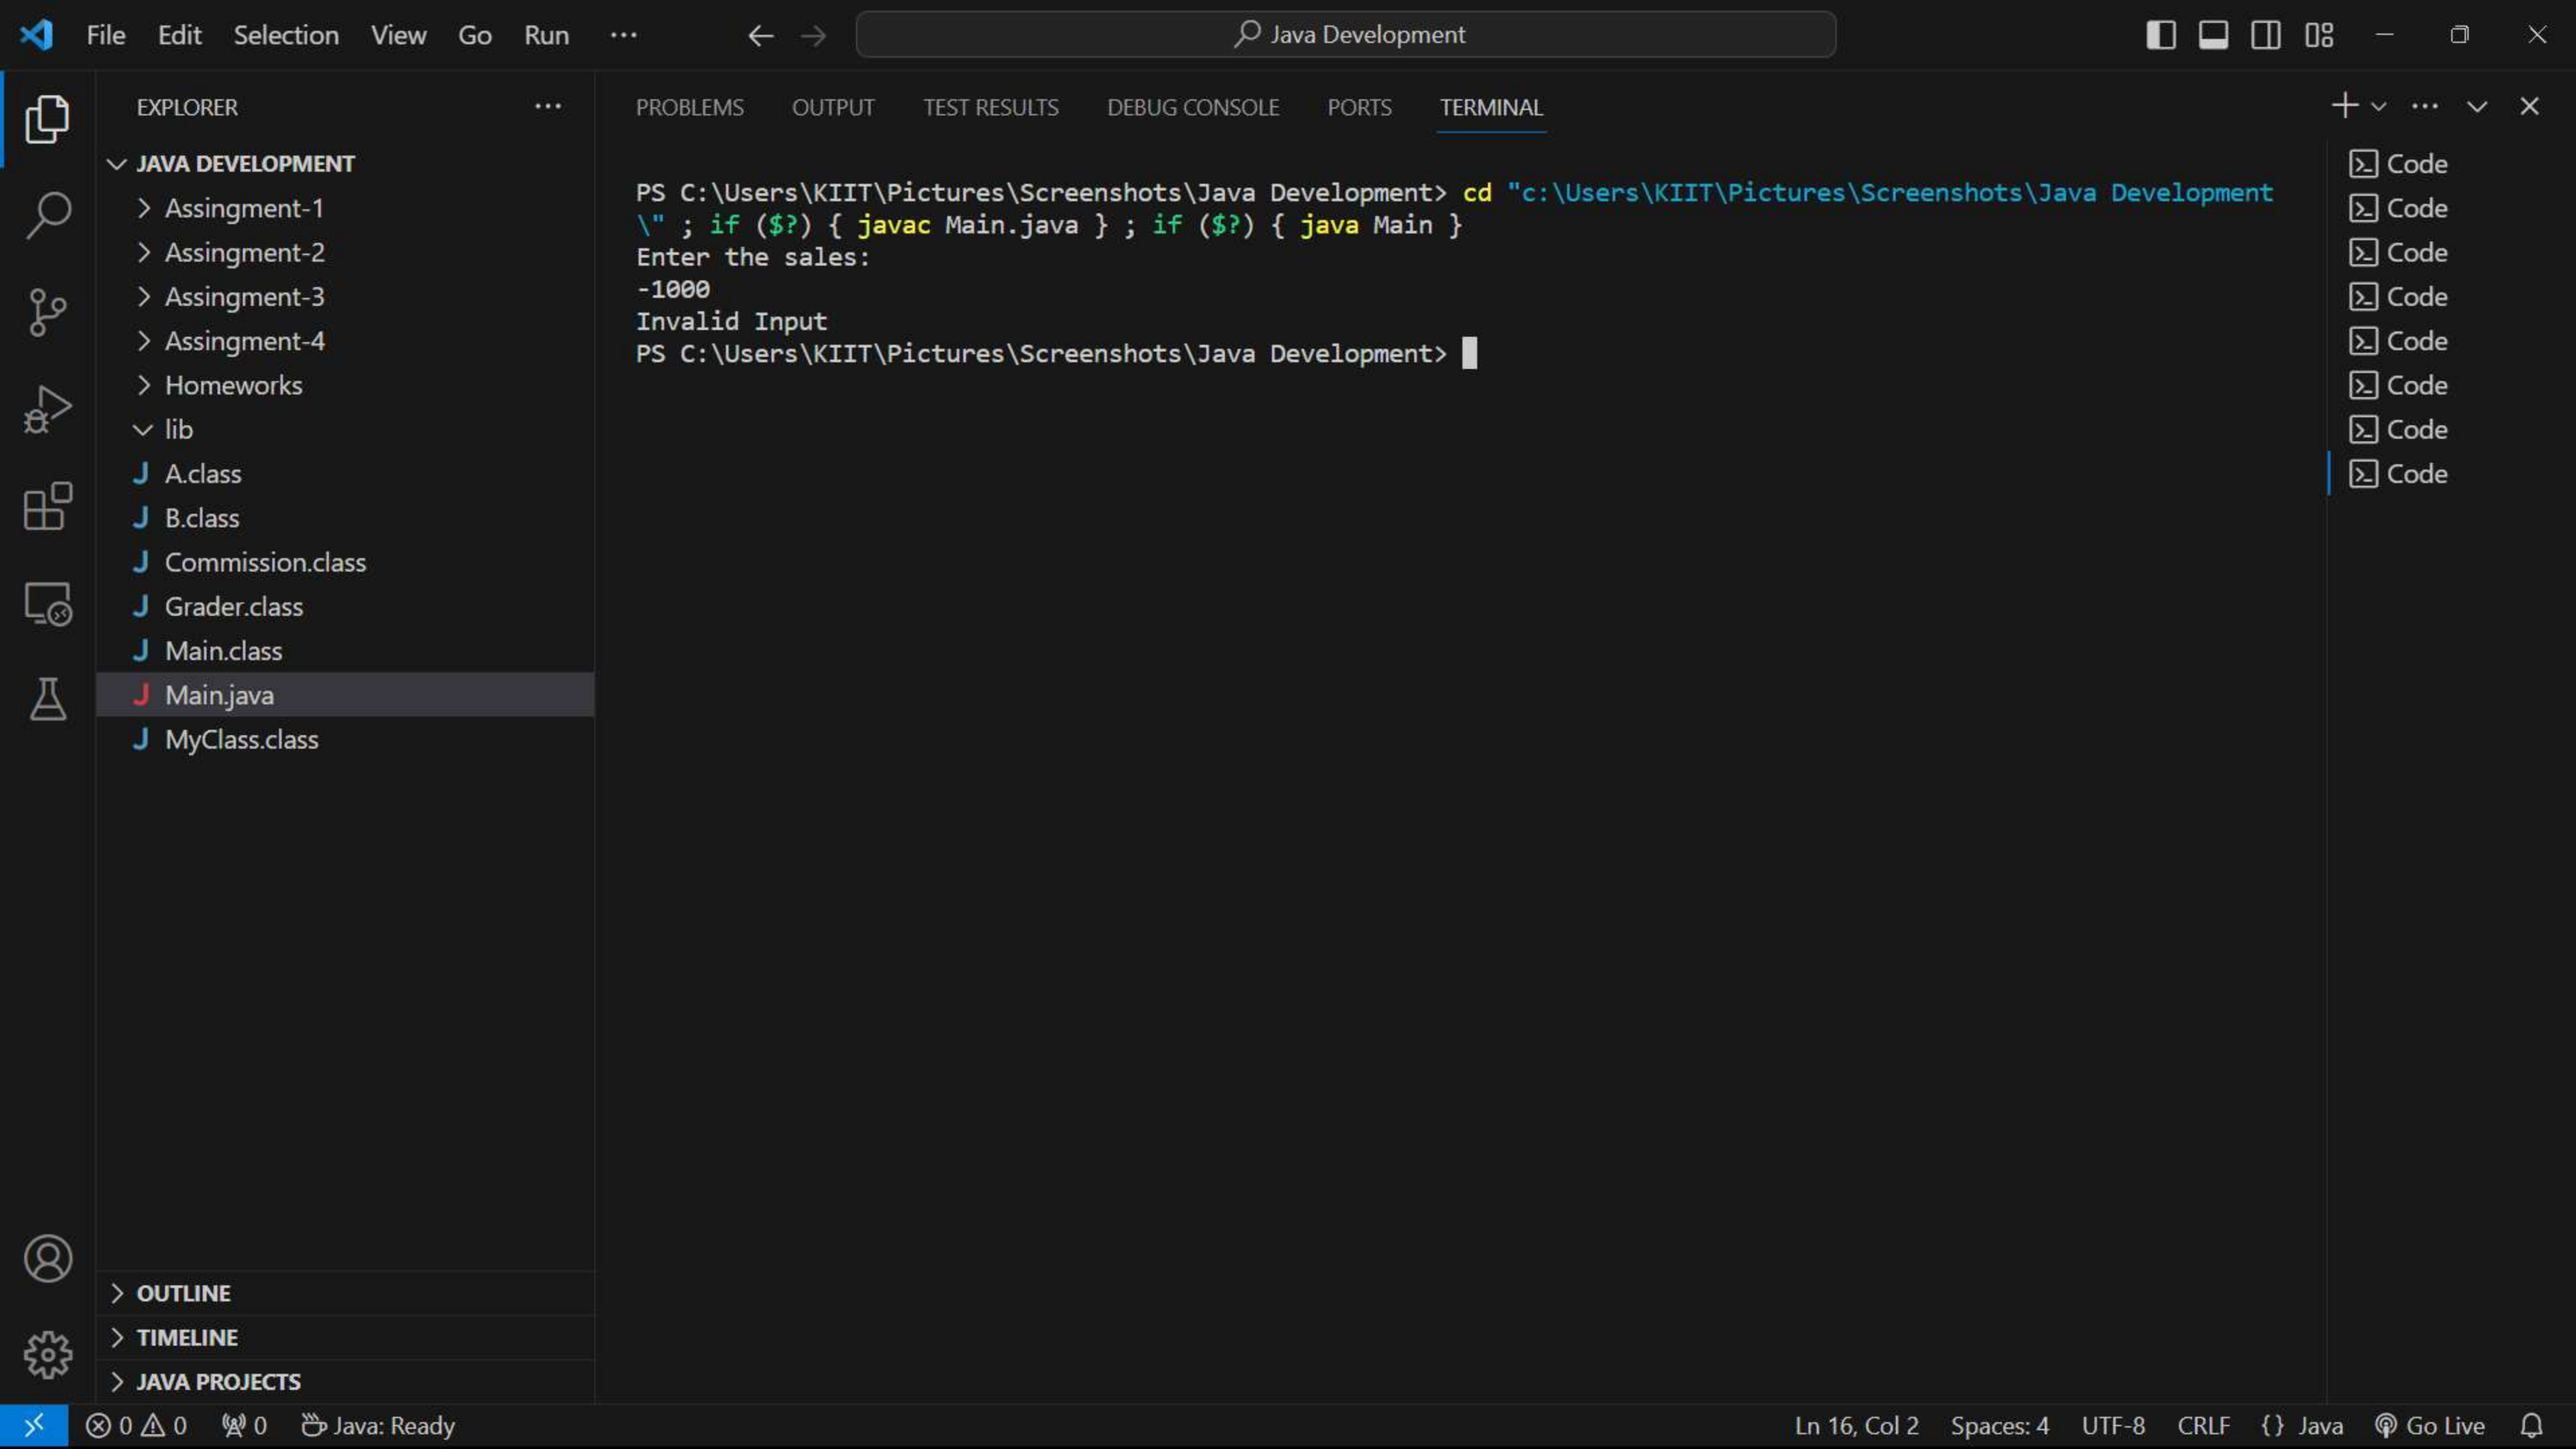 File Edit Selection View Go Run ... Java Development
EXPLORER ...
JAVA DEVELOPMENT
Assingment-1
Assingment-2
Assingment-3
Assingment-4
Homeworks
lib
J A.class
J B.class
J Commission.class
J Grader.class
J Main.class
J Main.java
J MyClass.class
OUTLINE
TIMELINE
JAVA PROJECTS
PROBLEMS OUTPUT TEST RESULTS DEBUG CONSOLE PORTS TERMINAL
PS C:\Users\KIIT\Pictures\Screenshots\Java Development> cd "c:\Users\KIIT\Pictures\Screenshots\Java Development
\" ; if ($?) { javac Main.java } ; if ($?) { java Main }
Enter the sales:
-1000
Invalid Input
PS C:\Users\KIIT\Pictures\Screenshots\Java Development>
Code
Code
Code
Code
Code
Code
Code
Code
0 0 0 Java: Ready Ln 16, Col 2 Spaces: 4 UTF-8 CRLF {} Java Go Live